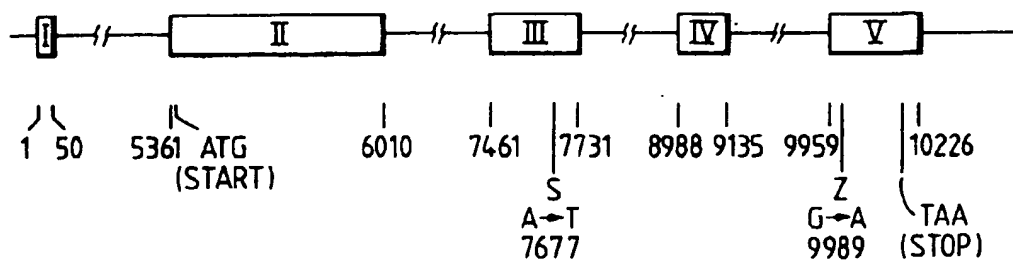 I II III IV V
1 50 5361 ATG 6010 7461 7731 8988 9135 9959 10226
(START)
S Z
A→T G→A TAA
7677 9989 (STOP)